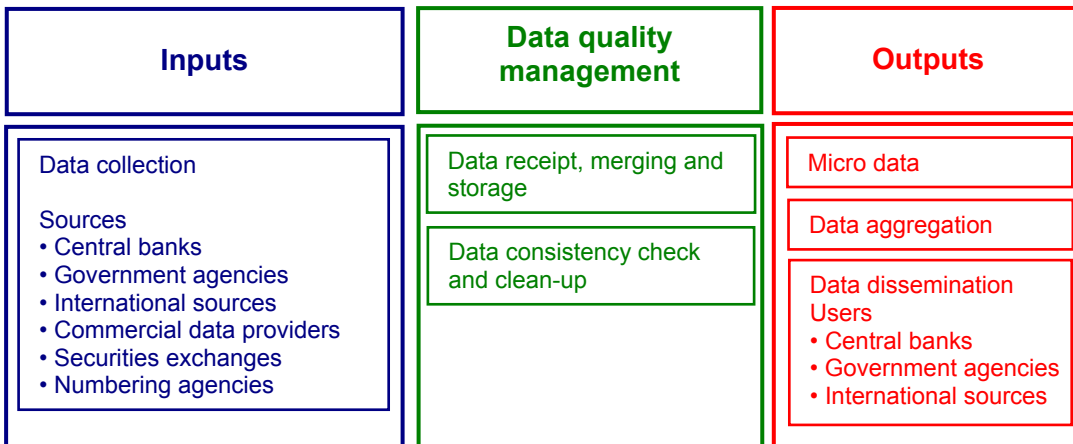 Inputs
Data collection
Sources
• Central banks
• Government agencies
• International sources
• Commercial data providers
• Securities exchanges
• Numbering agencies
Data quality
management
Data receipt, merging and
storage
Data consistency check
and clean-up
Outputs
Micro data
Data aggregation
Data dissemination
Users
• Central banks
• Government agencies
• International sources